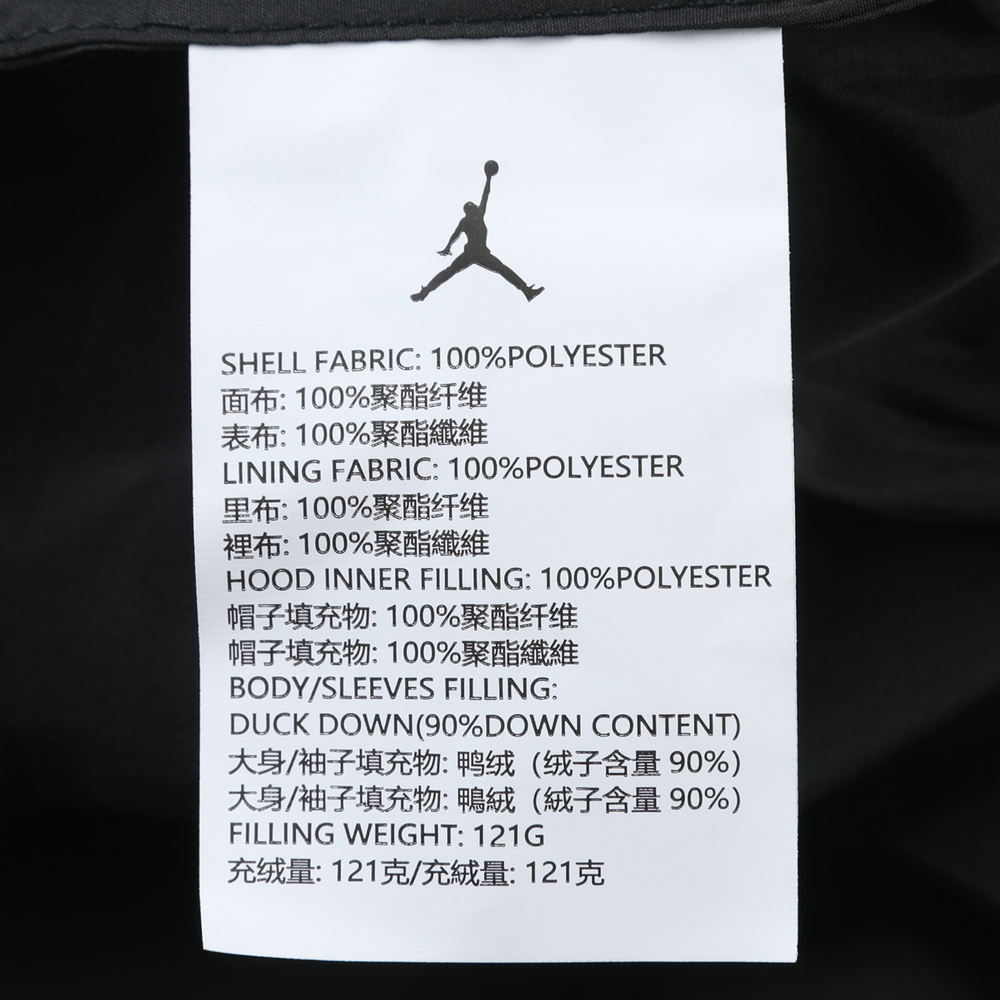 SHELL FABRIC: 100%POLYESTER
面布: 100%聚酯纤维
表布: 100%聚酯纖維
LINING FABRIC: 100%POLYESTER
里布: 100%聚酯纤维
裡布: 100%聚酯纖維
HOOD INNER FILLING: 100%POLYESTER
帽子填充物: 100%聚酯纤维
帽子填充物: 100%聚酯纖維
BODY/SLEEVES FILLING:
DUCK DOWN(90%DOWN CONTENT)
大身/袖子填充物: 鸭绒（绒子含量 90%）
大身/袖子填充物: 鴨絨（絨子含量 90%）
FILLING WEIGHT: 121G
充绒量: 121克/充絨量: 121克